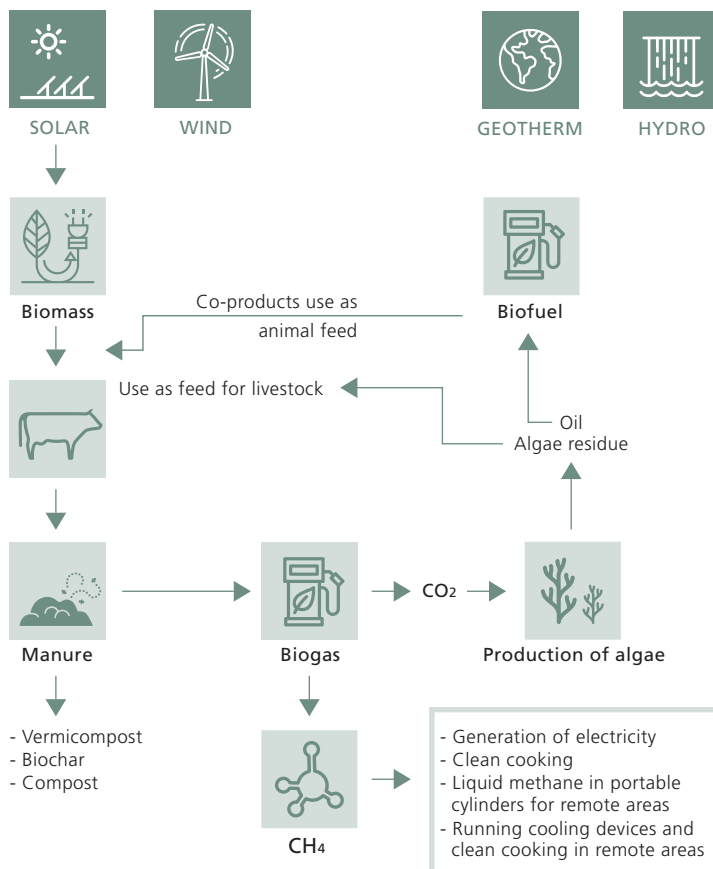 SOLAR
WIND
GEOTHERM
HYDRO
Biomass
Co-products use as
animal feed
Biofuel
Use as feed for livestock
Oil
Algae residue
Manure
Biogas
CO₂
Production of algae
- Vermicompost
- Biochar
- Compost
CH₄
- Generation of electricity
- Clean cooking
- Liquid methane in portable
cylinders for remote areas
- Running cooling devices and
clean cooking in remote areas